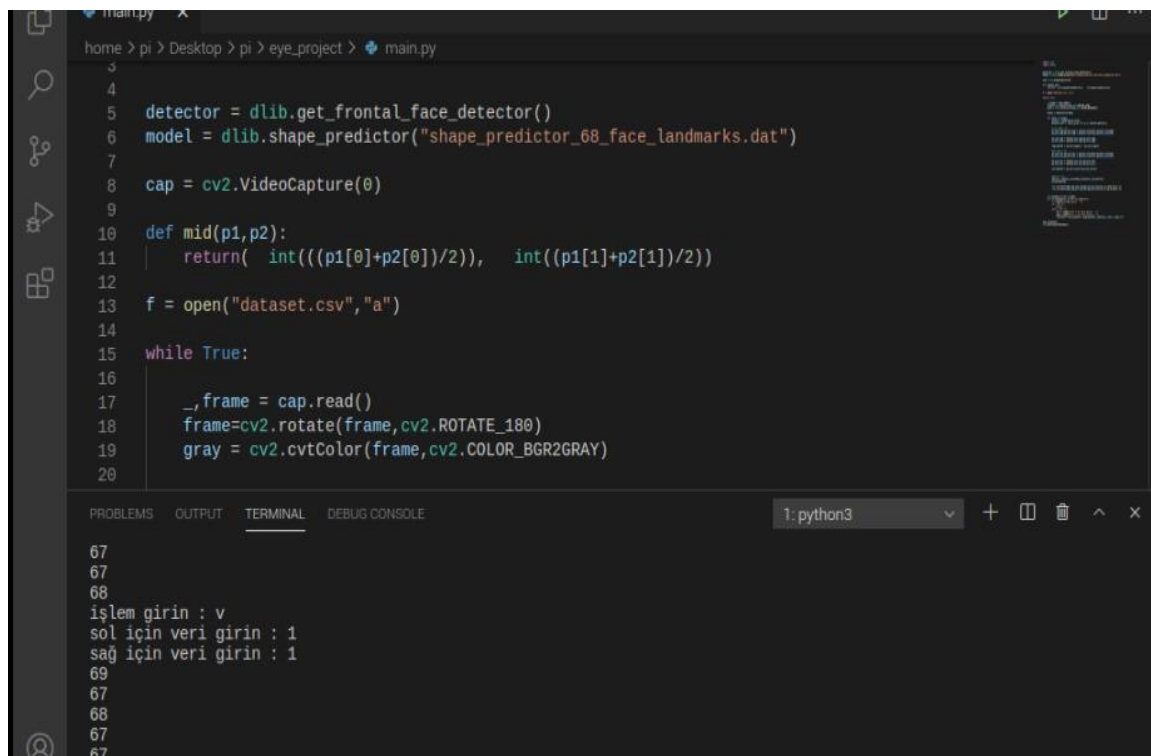 main.py ×
home > pi > Desktop > pi > eye_project > main.py
3
4
5 detector = dlib.get_frontal_face_detector()
6 model = dlib.shape_predictor("shape_predictor_68_face_landmarks.dat")
7
8 cap = cv2.VideoCapture(0)
9
10 def mid(p1,p2):
11 return( int(((p1[0]+p2[0])/2)), int((p1[1]+p2[1])/2))
12
13 f = open("dataset.csv","a")
14
15 while True:
16
17 _,frame = cap.read()
18 frame=cv2.rotate(frame,cv2.ROTATE_180)
19 gray = cv2.cvtColor(frame,cv2.COLOR_BGR2GRAY)
20
PROBLEMS OUTPUT TERMINAL DEBUG CONSOLE 1: python3
67
67
68
işlem girin : v
sol için veri girin : 1
sağ için veri girin : 1
69
67
68
67
67